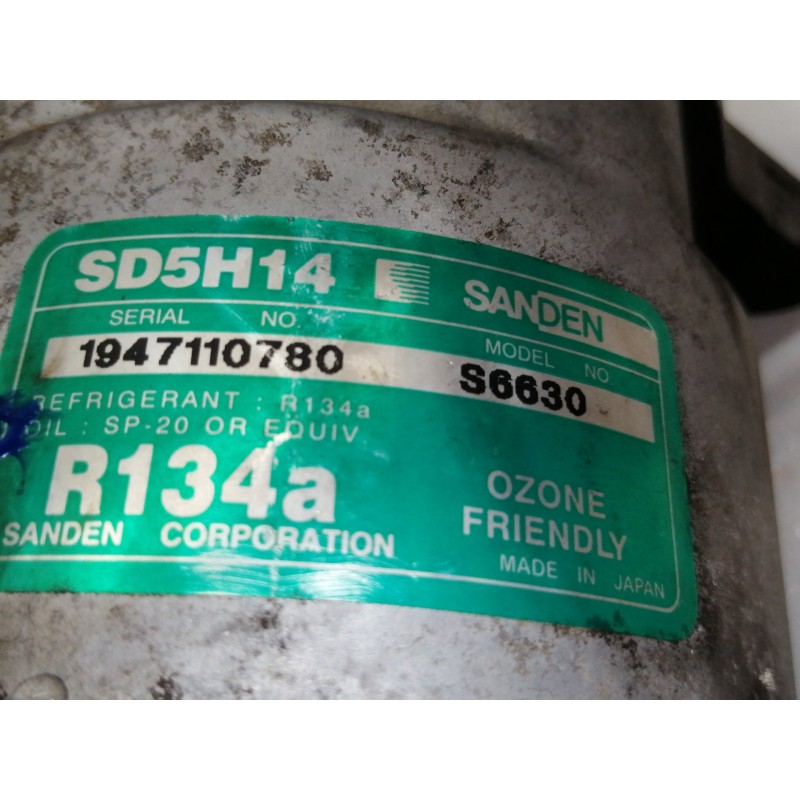 SD5H14 SANDEN
SERIAL NO MODEL NO
1947110780 S6630
REFRIGERANT : R134a
OIL : SP-20 OR EQUIV
R134a
OZONE
FRIENDLY
SANDEN CORPORATION
MADE IN JAPAN